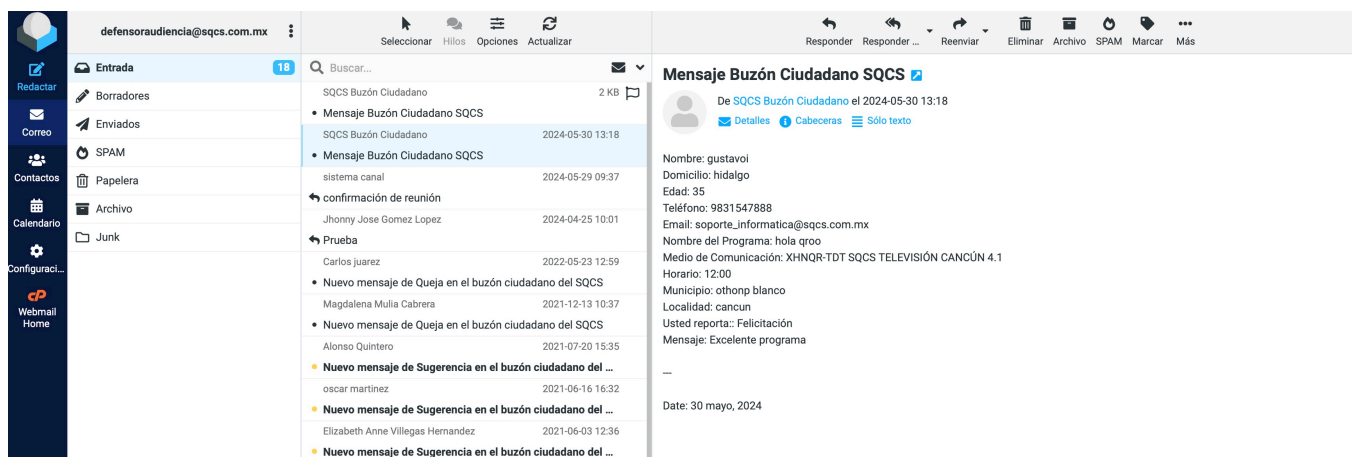 defensoraudiencia@sqcs.com.mx
Seleccionar Hilos Opciones Actualizar
Responder Responder ... Reenviar Eliminar Archivo SPAM Marcar Más
Redactar
Correo
Contactos
Calendario
Configuraci...
cP
Webmail
Home
Entrada 18
Borradores
Enviados
SPAM
Papelera
Archivo
Junk
Buscar...
SQCS Buzón Ciudadano 2 KB
• Mensaje Buzón Ciudadano SQCS
SQCS Buzón Ciudadano 2024-05-30 13:18
• Mensaje Buzón Ciudadano SQCS
sistema canal 2024-05-29 09:37
confirmación de reunión
Jhonny Jose Gomez Lopez 2024-04-25 10:01
Prueba
Carlos juarez 2022-05-23 12:59
• Nuevo mensaje de Queja en el buzón ciudadano del SQCS
Magdalena Mulia Cabrera 2021-12-13 10:37
• Nuevo mensaje de Queja en el buzón ciudadano del SQCS
Alonso Quintero 2021-07-20 15:35
• Nuevo mensaje de Sugerencia en el buzón ciudadano del ...
oscar martinez 2021-06-16 16:32
• Nuevo mensaje de Sugerencia en el buzón ciudadano del ...
Elizabeth Anne Villegas Hernandez 2021-06-03 12:36
• Nuevo mensaje de Sugerencia en el buzón ciudadano del ...
Mensaje Buzón Ciudadano SQCS
De SQCS Buzón Ciudadano el 2024-05-30 13:18
Detalles Cabeceras Sólo texto
Nombre: gustavoi
Domicilio: hidalgo
Edad: 35
Teléfono: 9831547888
Email: soporte_informatica@sqcs.com.mx
Nombre del Programa: hola qroo
Medio de Comunicación: XHNQR-TDT SQCS TELEVISIÓN CANCÚN 4.1
Horario: 12:00
Municipio: othonp blanco
Localidad: cancun
Usted reporta:: Felicitación
Mensaje: Excelente programa
---
Date: 30 mayo, 2024